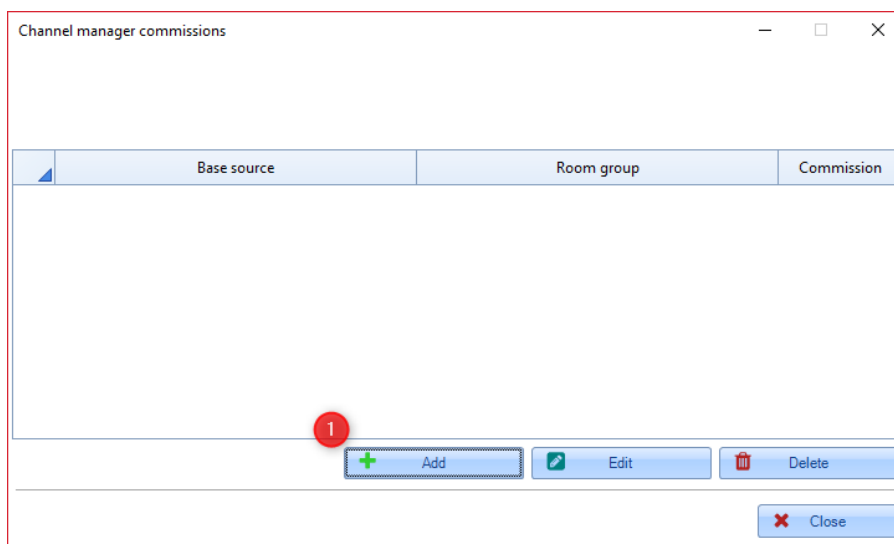 Channel manager commissions
Base source Room group Commission
1
Add Edit Delete
Close